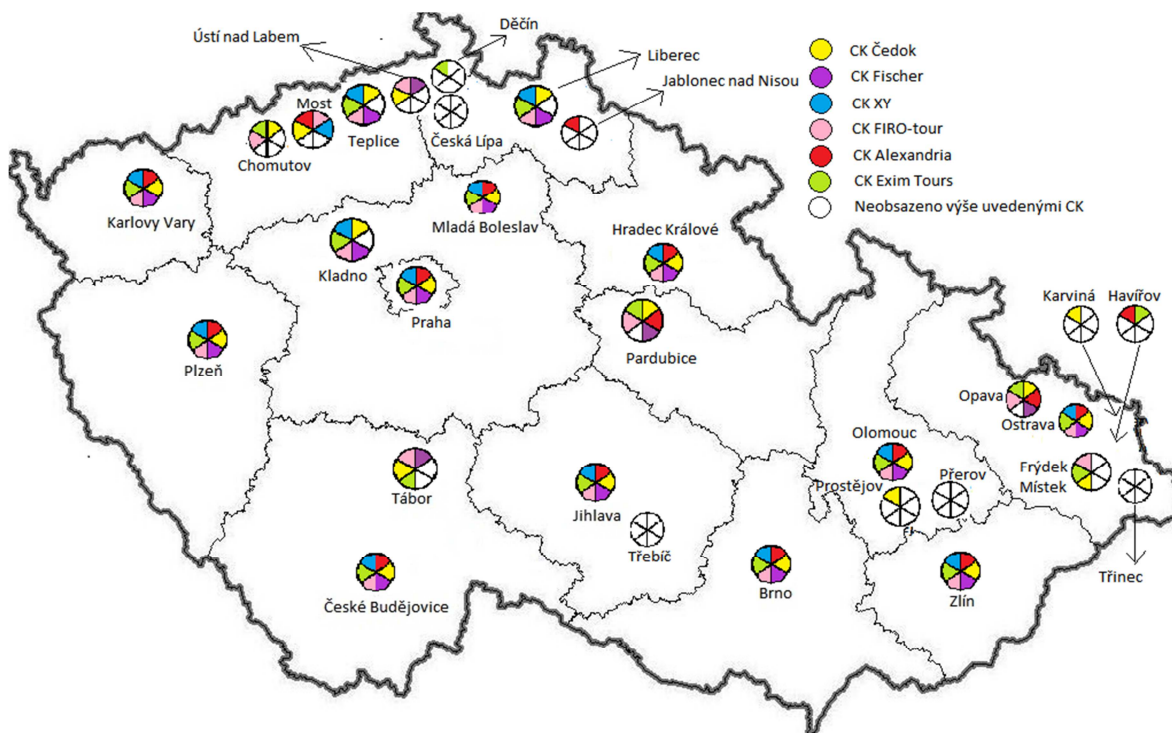 Děčín
Ústí nad Labem
Liberec
Jablonec nad Nisou
CK Čedok
CK Fischer
CK XY
CK FIRO-tour
CK Alexandria
CK Exim Tours
Neobsazeno výše uvedenými CK
Most
Chomutov
Teplice
Česká Lípa
Karlovy Vary
Mladá Boleslav
Kladno
Hradec Králové
Praha
Pardubice
Plzeň
Karviná
Havířov
Opava
Ostrava
Olomouc
Prostějov
Přerov
Frýdek
Místek
Tábor
Jihlava
Třebíč
Třinec
České Budějovice
Brno
Zlín